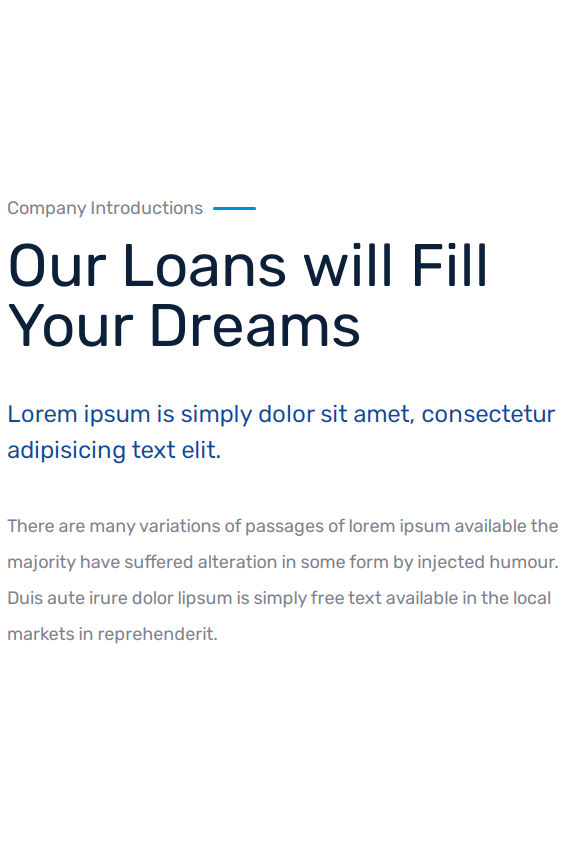 Company Introductions
Our Loans will Fill
Your Dreams
Lorem ipsum is simply dolor sit amet, consectetur
adipisicing text elit.
There are many variations of passages of lorem ipsum available the
majority have suffered alteration in some form by injected humour.
Duis aute irure dolor lipsum is simply free text available in the local
markets in reprehenderit.